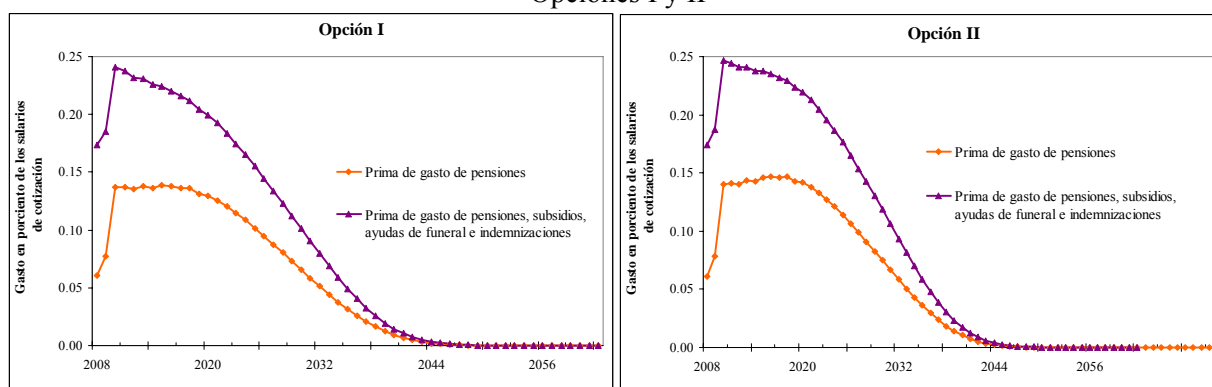 Opciones I y II
Opción I
Gasto en porciento de los salarios
de cotización
0.25
0.20
0.15
0.10
0.05
0.00
2008
2020
2032
2044
2056
Prima de gasto de pensiones
Prima de gasto de pensiones, subsidios,
ayudas de funeral e indemnizaciones
Opción II
Gasto en porciento de los salarios
de cotización
0.25
0.20
0.15
0.10
0.05
0.00
2008
2020
2032
2044
2056
Prima de gasto de pensiones
Prima de gasto de pensiones, subsidios,
ayudas de funeral e indemnizaciones